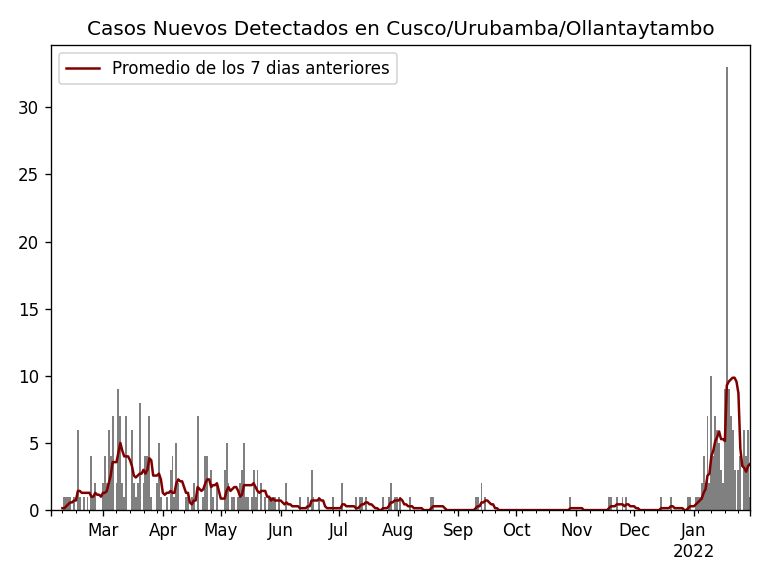 Casos Nuevos Detectados en Cusco/Urubamba/Ollantaytambo
Promedio de los 7 dias anteriores
30
25
20
15
10
5
0
Mar Apr May Jun Jul Aug Sep Oct Nov Dec Jan
2022